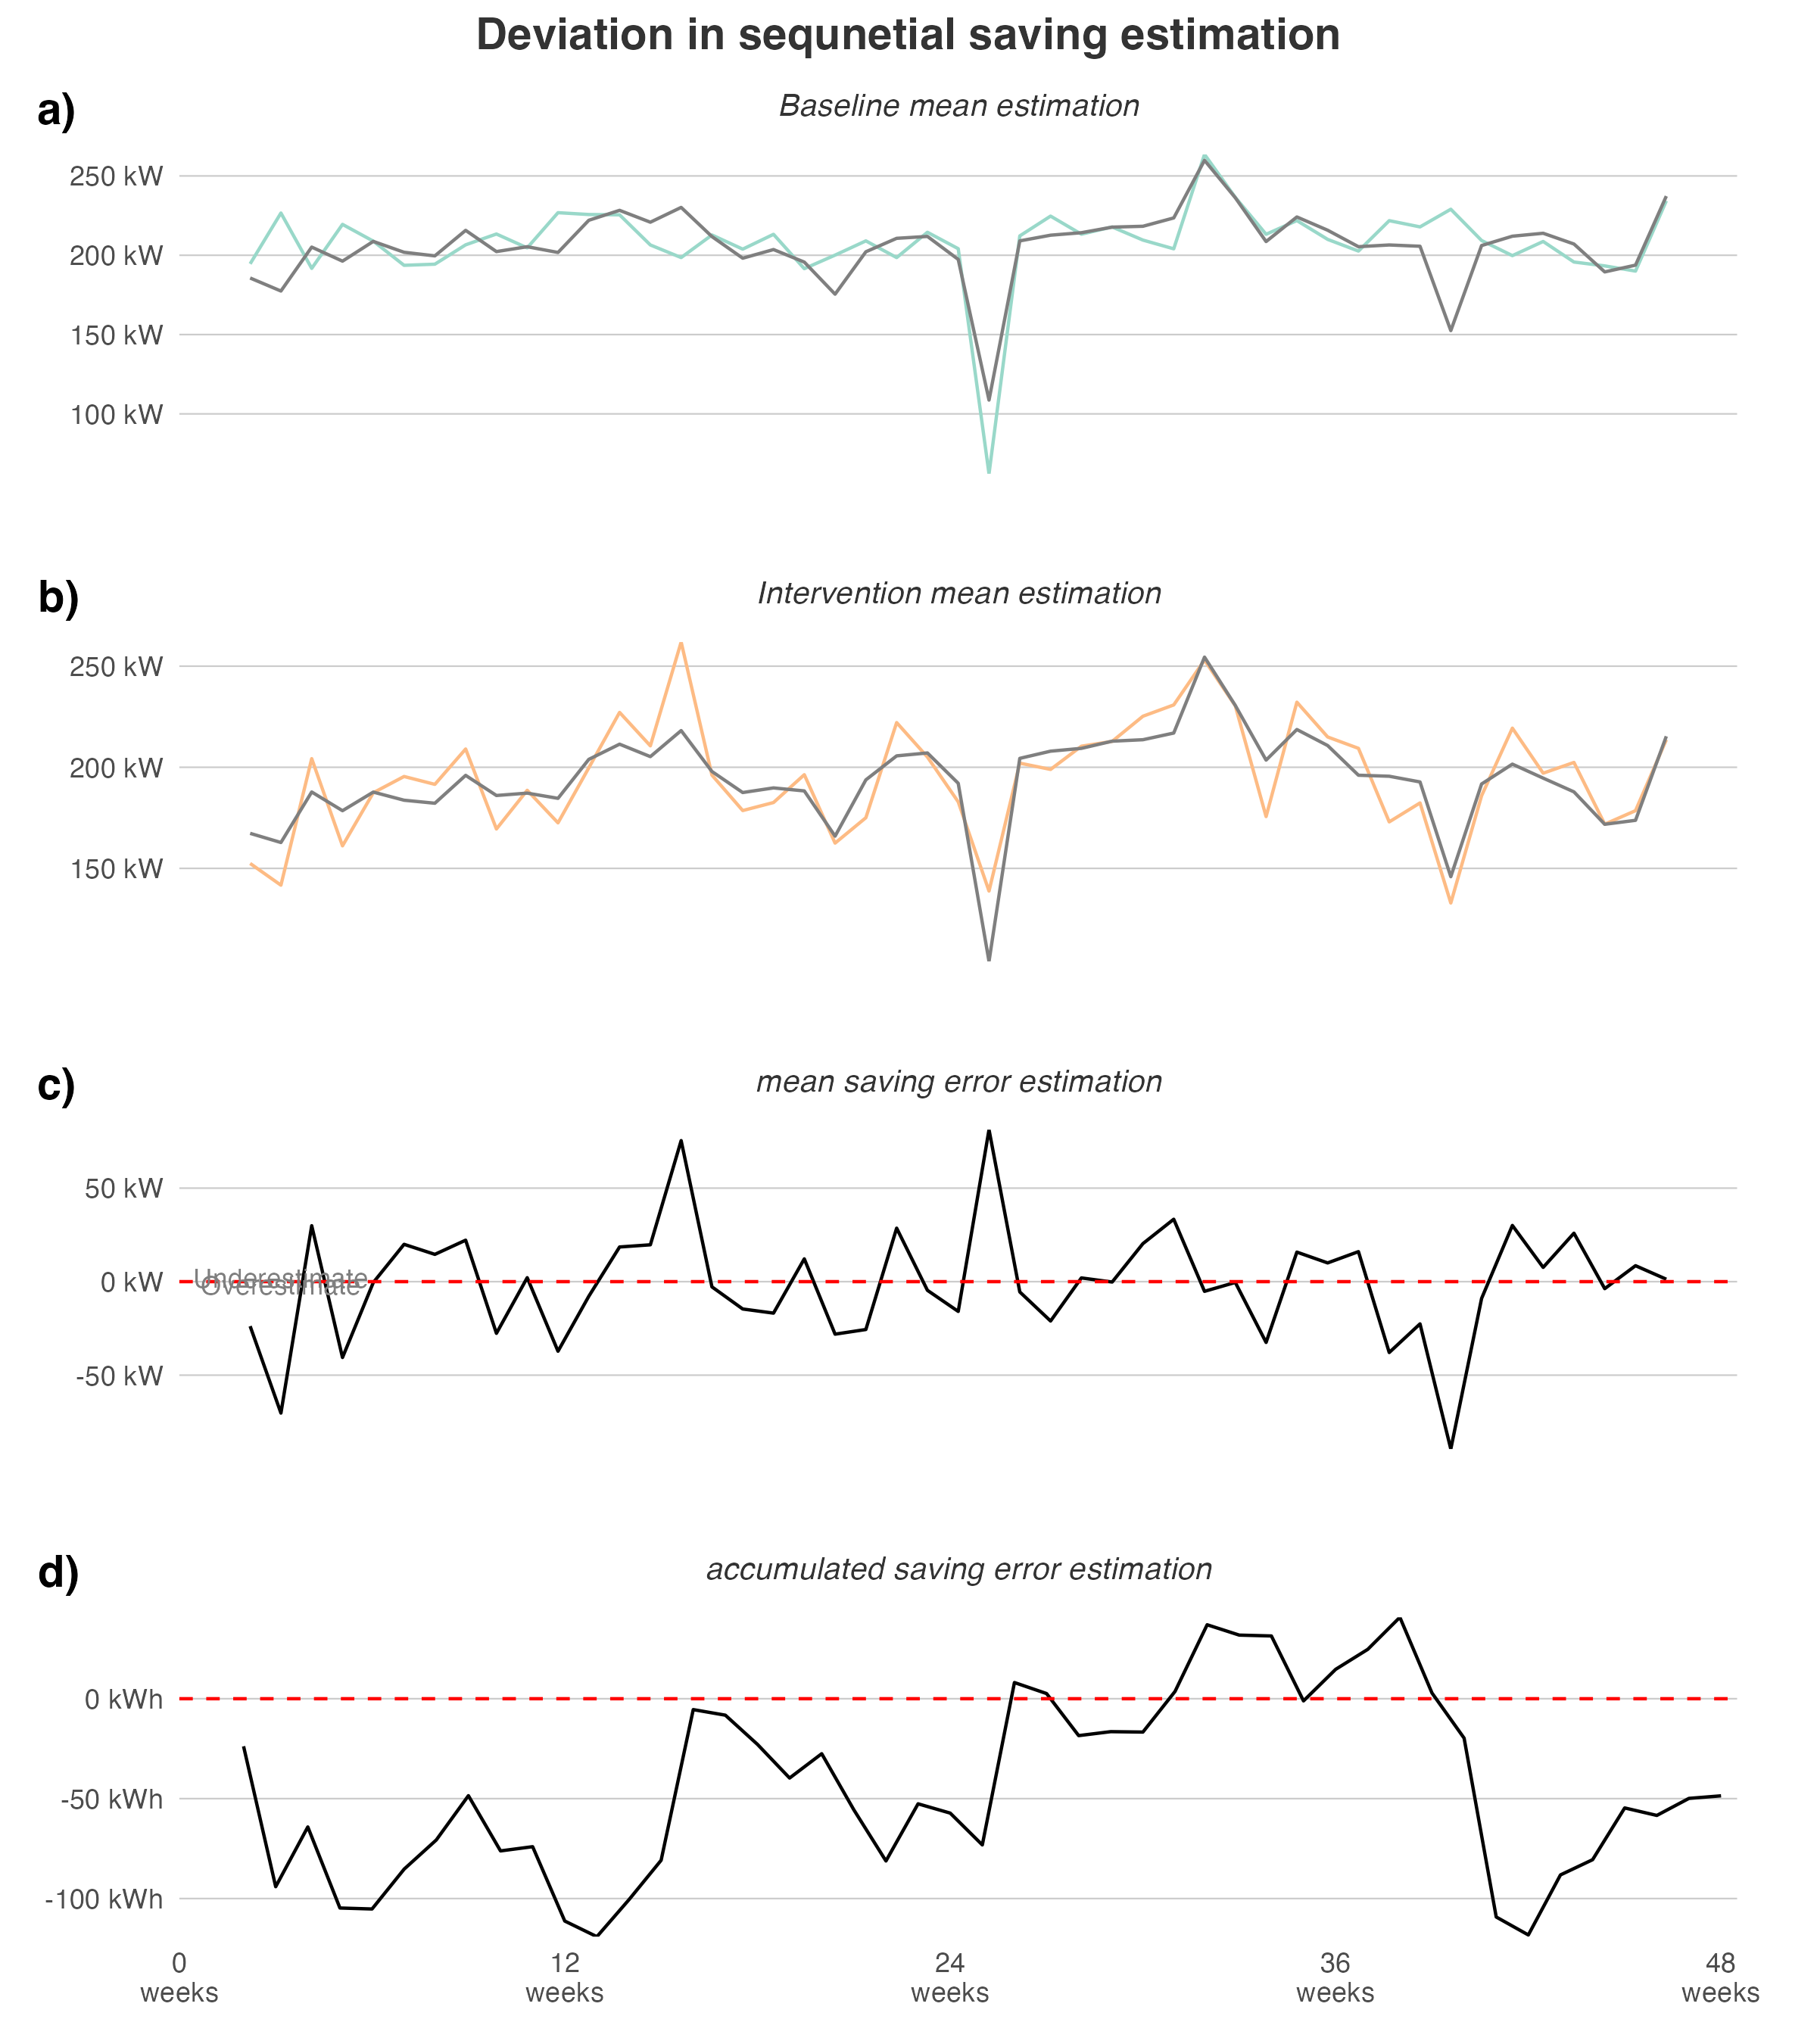 Deviation in sequnetial saving estimation
a)
Baseline mean estimation
250 kW
200 kW
150 kW
100 kW
b)
Intervention mean estimation
250 kW
200 kW
150 kW
c)
mean saving error estimation
50 kW
Underestimate
0 kW
Overestimate
-50 kW
d)
accumulated saving error estimation
0 kWh
-50 kWh
-100 kWh
0
weeks
12
weeks
24
weeks
36
weeks
48
weeks